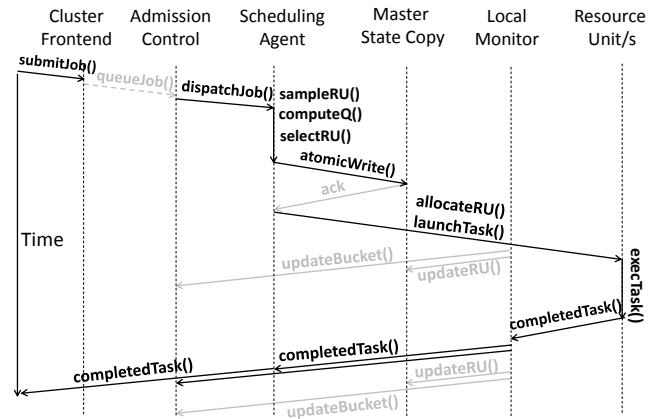 Cluster Frontend
Admission Control
Scheduling Agent
Master State Copy
Local Monitor
Resource Unit/s
submitJob()
queueJob()
dispatchJob()
sampleRU()
computeQ()
selectRU()
atomicWrite()
ack
allocateRU()
launchTask()
Time
updateBucket()
updateRU()
execTask()
completedTask()
completedTask()
completedTask()
updateRU()
updateBucket()